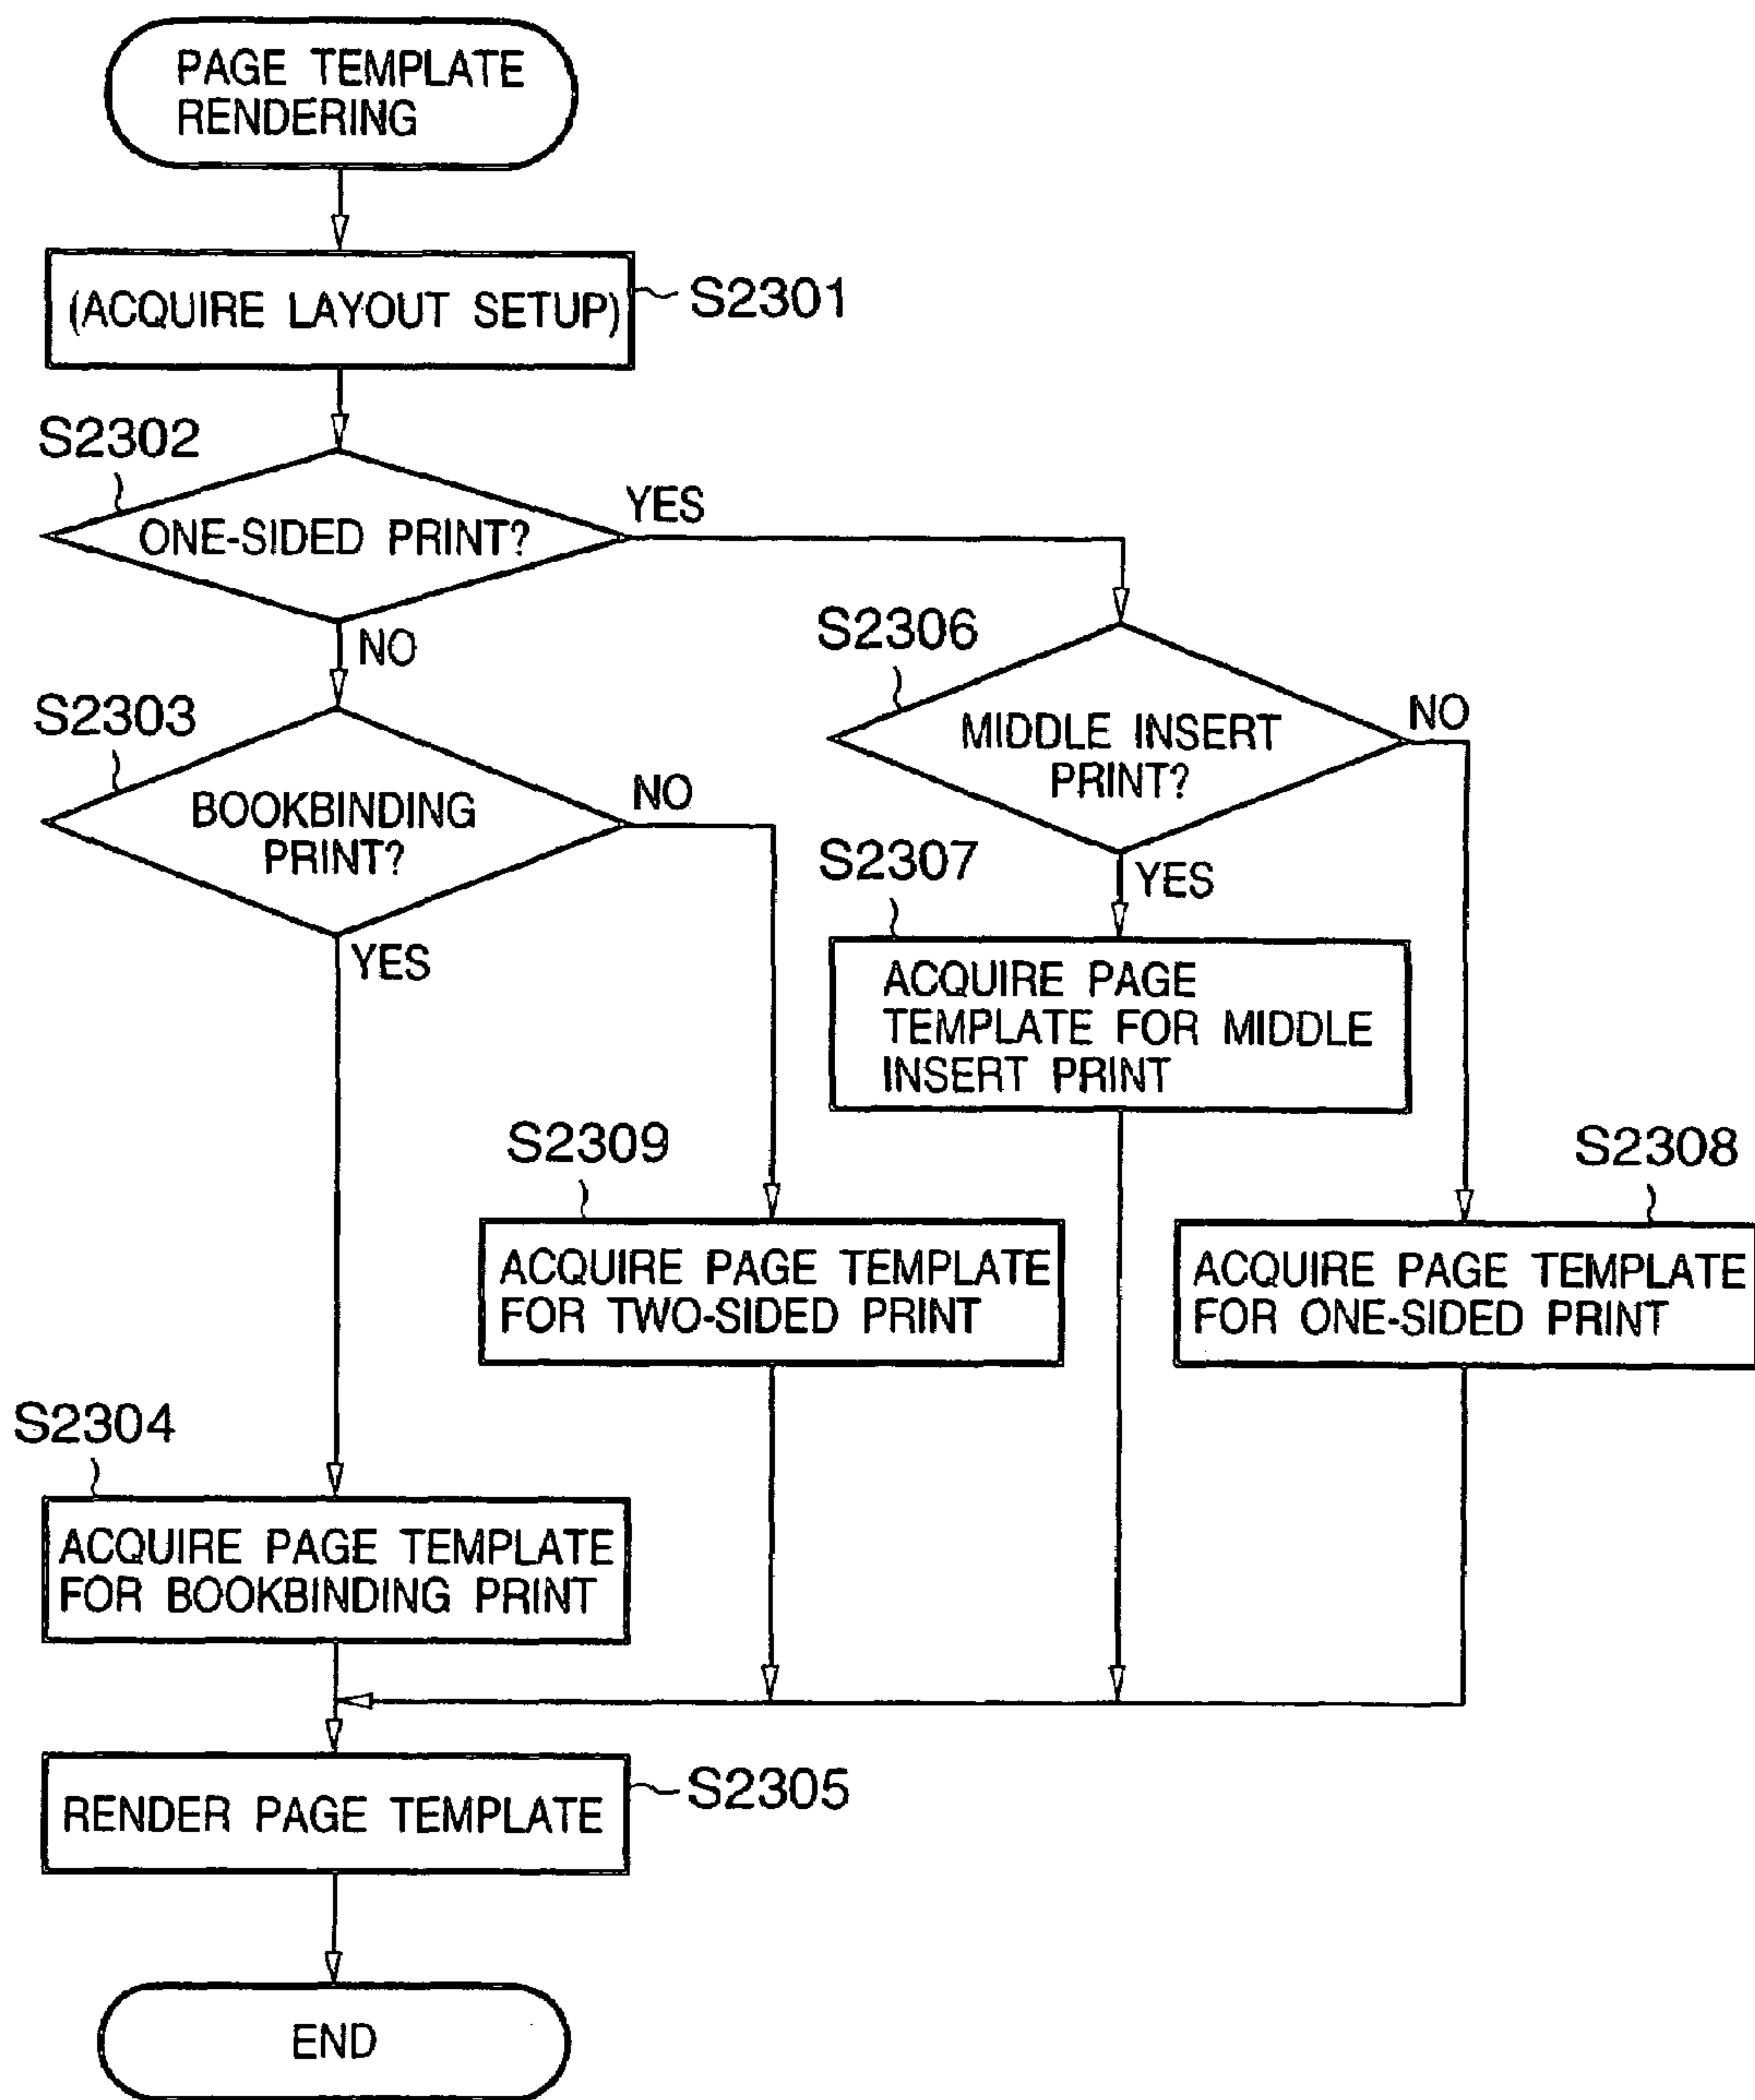 PAGE TEMPLATE
RENDERING
(ACQUIRE LAYOUT SETUP)
S2301
S2302
ONE-SIDED PRINT?
YES
NO
S2303
BOOKBINDING
PRINT?
NO
YES
S2306
MIDDLE INSERT
PRINT?
NO
YES
S2307
ACQUIRE PAGE
TEMPLATE FOR MIDDLE
INSERT PRINT
S2309
ACQUIRE PAGE TEMPLATE
FOR TWO-SIDED PRINT
S2308
ACQUIRE PAGE TEMPLATE
FOR ONE-SIDED PRINT
S2304
ACQUIRE PAGE TEMPLATE
FOR BOOKBINDING PRINT
RENDER PAGE TEMPLATE
S2305
END